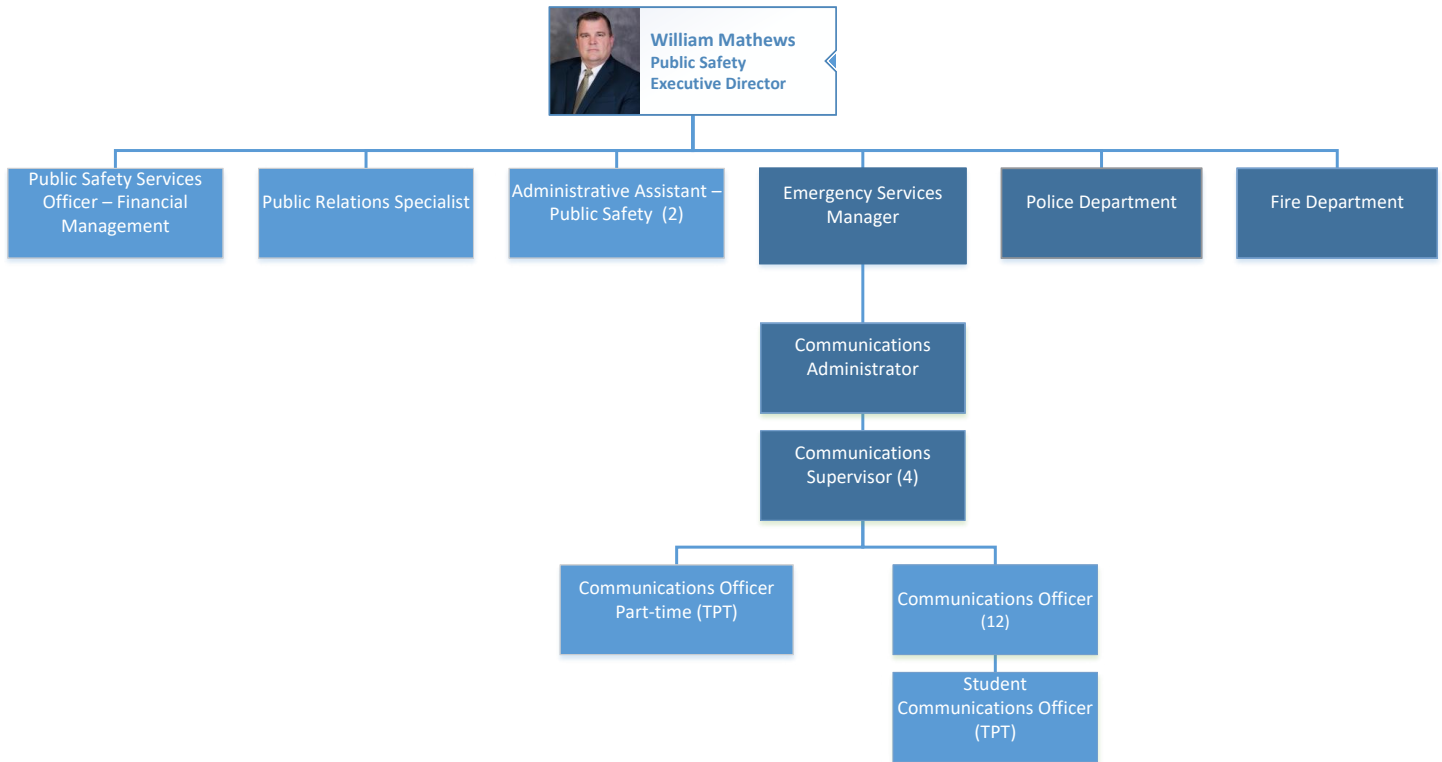 William Mathews
Public Safety
Executive Director
Public Safety Services
Officer – Financial
Management
Public Relations Specialist
Administrative Assistant –
Public Safety  (2)
Emergency Services
Manager
Police Department
Fire Department
Communications
Administrator
Communications
Supervisor (4)
Communications Officer
Part-time (TPT)
Communications Officer
(12)
Student
Communications Officer
(TPT)